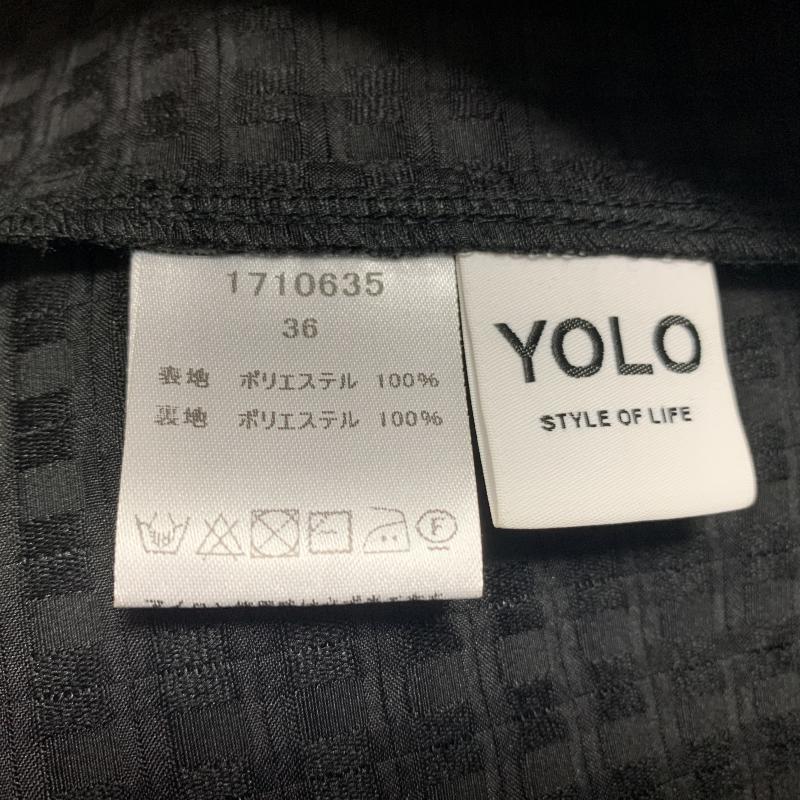 1710635
36
表地 ポリエステル 100%
裏地 ポリエステル 100%
F
YOLO
STYLE OF LIFE